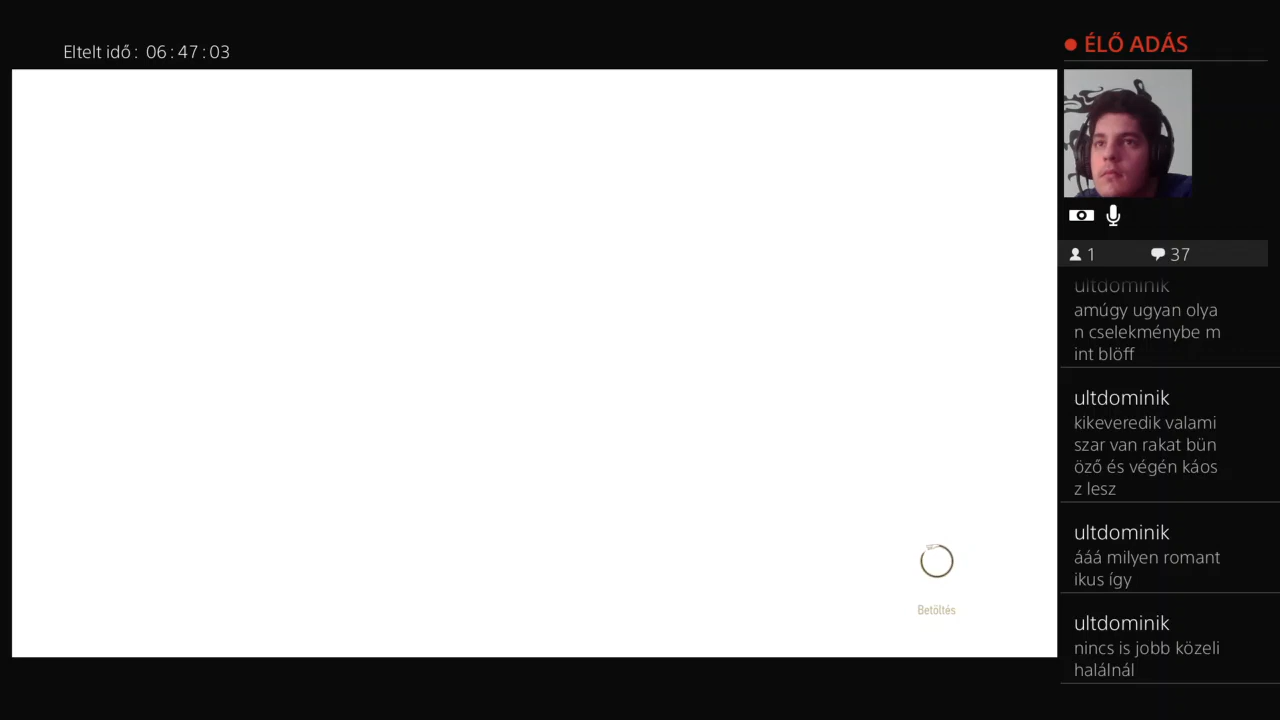 Eltelt idő : 06 : 47 : 03
ÉLŐ ADÁS
1
37
ultdominik
amúgy ugyan olya
n cselekménybe m
int blöff
ultdominik
kikeveredik valami
szar van rakat bün
öző és végén káos
z lesz
ultdominik
ááá milyen romant
ikus így
ultdominik
nincs is jobb közeli
halálnál
Betöltés